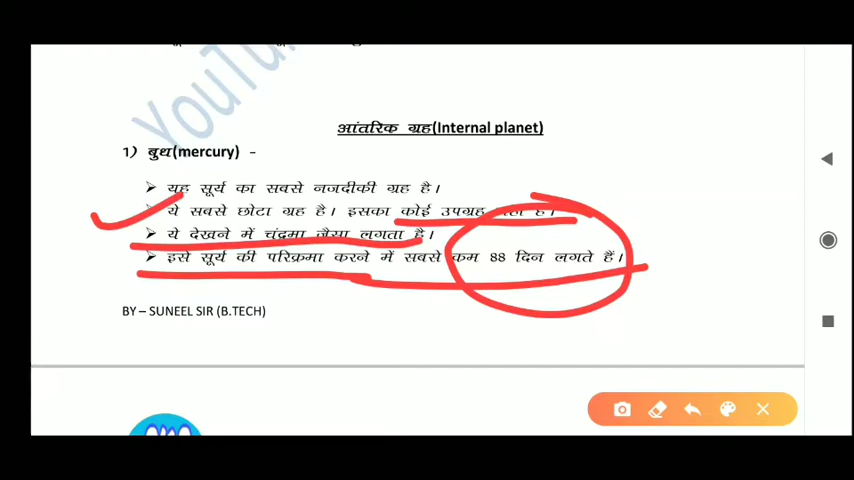 YouTu
आंतरिक ग्रह(Internal planet)
1) बुध(mercury) -
➢ यह सूर्य का सबसे नजदीकी ग्रह है।
➢ ये सबसे छोटा ग्रह है। इसका कोई उपग्रह नहीं है।
➢ ये देखने में चंद्रमा जैसा लगता है।
➢ इसे सूर्य की परिक्रमा करने में सबसे कम 88 दिन लगते हैं।
BY – SUNEEL SIR (B.TECH)